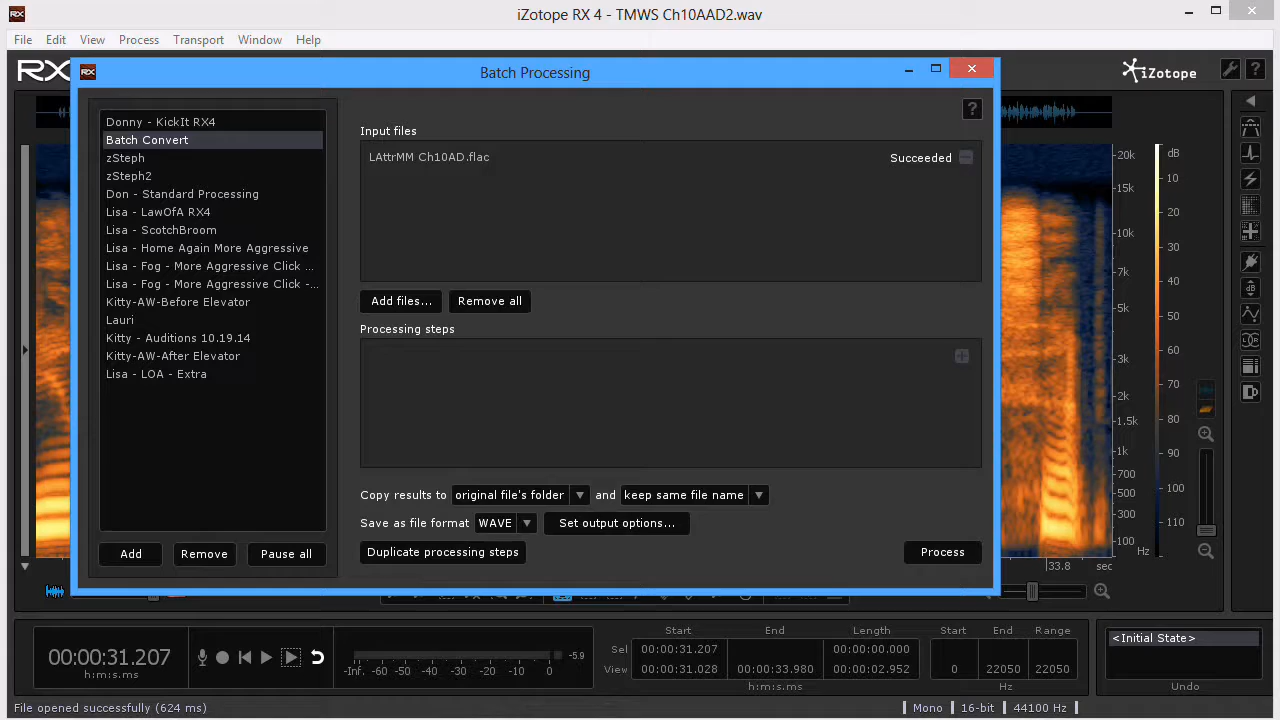 iZotope RX 4 - TMWS Ch10AAD2.wav
File Edit View Process Transport Window Help
RX
Batch Processing
iZotope
?
Donny - KickIt RX4
Batch Convert
zSteph
zSteph2
Don - Standard Processing
Lisa - LawOfA RX4
Lisa - ScotchBroom
Lisa - Home Again More Aggressive
Lisa - Fog - More Aggressive Click ...
Lisa - Fog - More Aggressive Click -...
Kitty-AW-Before Elevator
Lauri
Kitty - Auditions 10.19.14
Kitty-AW-After Elevator
Lisa - LOA - Extra
Add Remove Pause all
?
Input files
LAttrMM Ch10AD.flac Succeeded
Add files... Remove all
Processing steps
Copy results to original file's folder and keep same file name
Save as file format WAVE Set output options...
Duplicate processing steps Process
20k
15k
10k
7k
5k
3k
2k
1.5k
1k
700
500
300
100
Hz
dB
10
20
30
40
50
60
70
80
90
100
110
33.8 sec
00:00:31.207
h:m:s.ms
-Inf. -60 -50 -40 -30 -20 -10 0
-5.9
Start End Length
Sel 00:00:31.207 00:00:00.000
View 00:00:31.028 00:00:33.980 00:00:02.952
h:m:s.ms
Start End Range
0 22050 22050
Hz
<Initial State>
Undo
File opened successfully (624 ms)
Mono 16-bit 44100 Hz